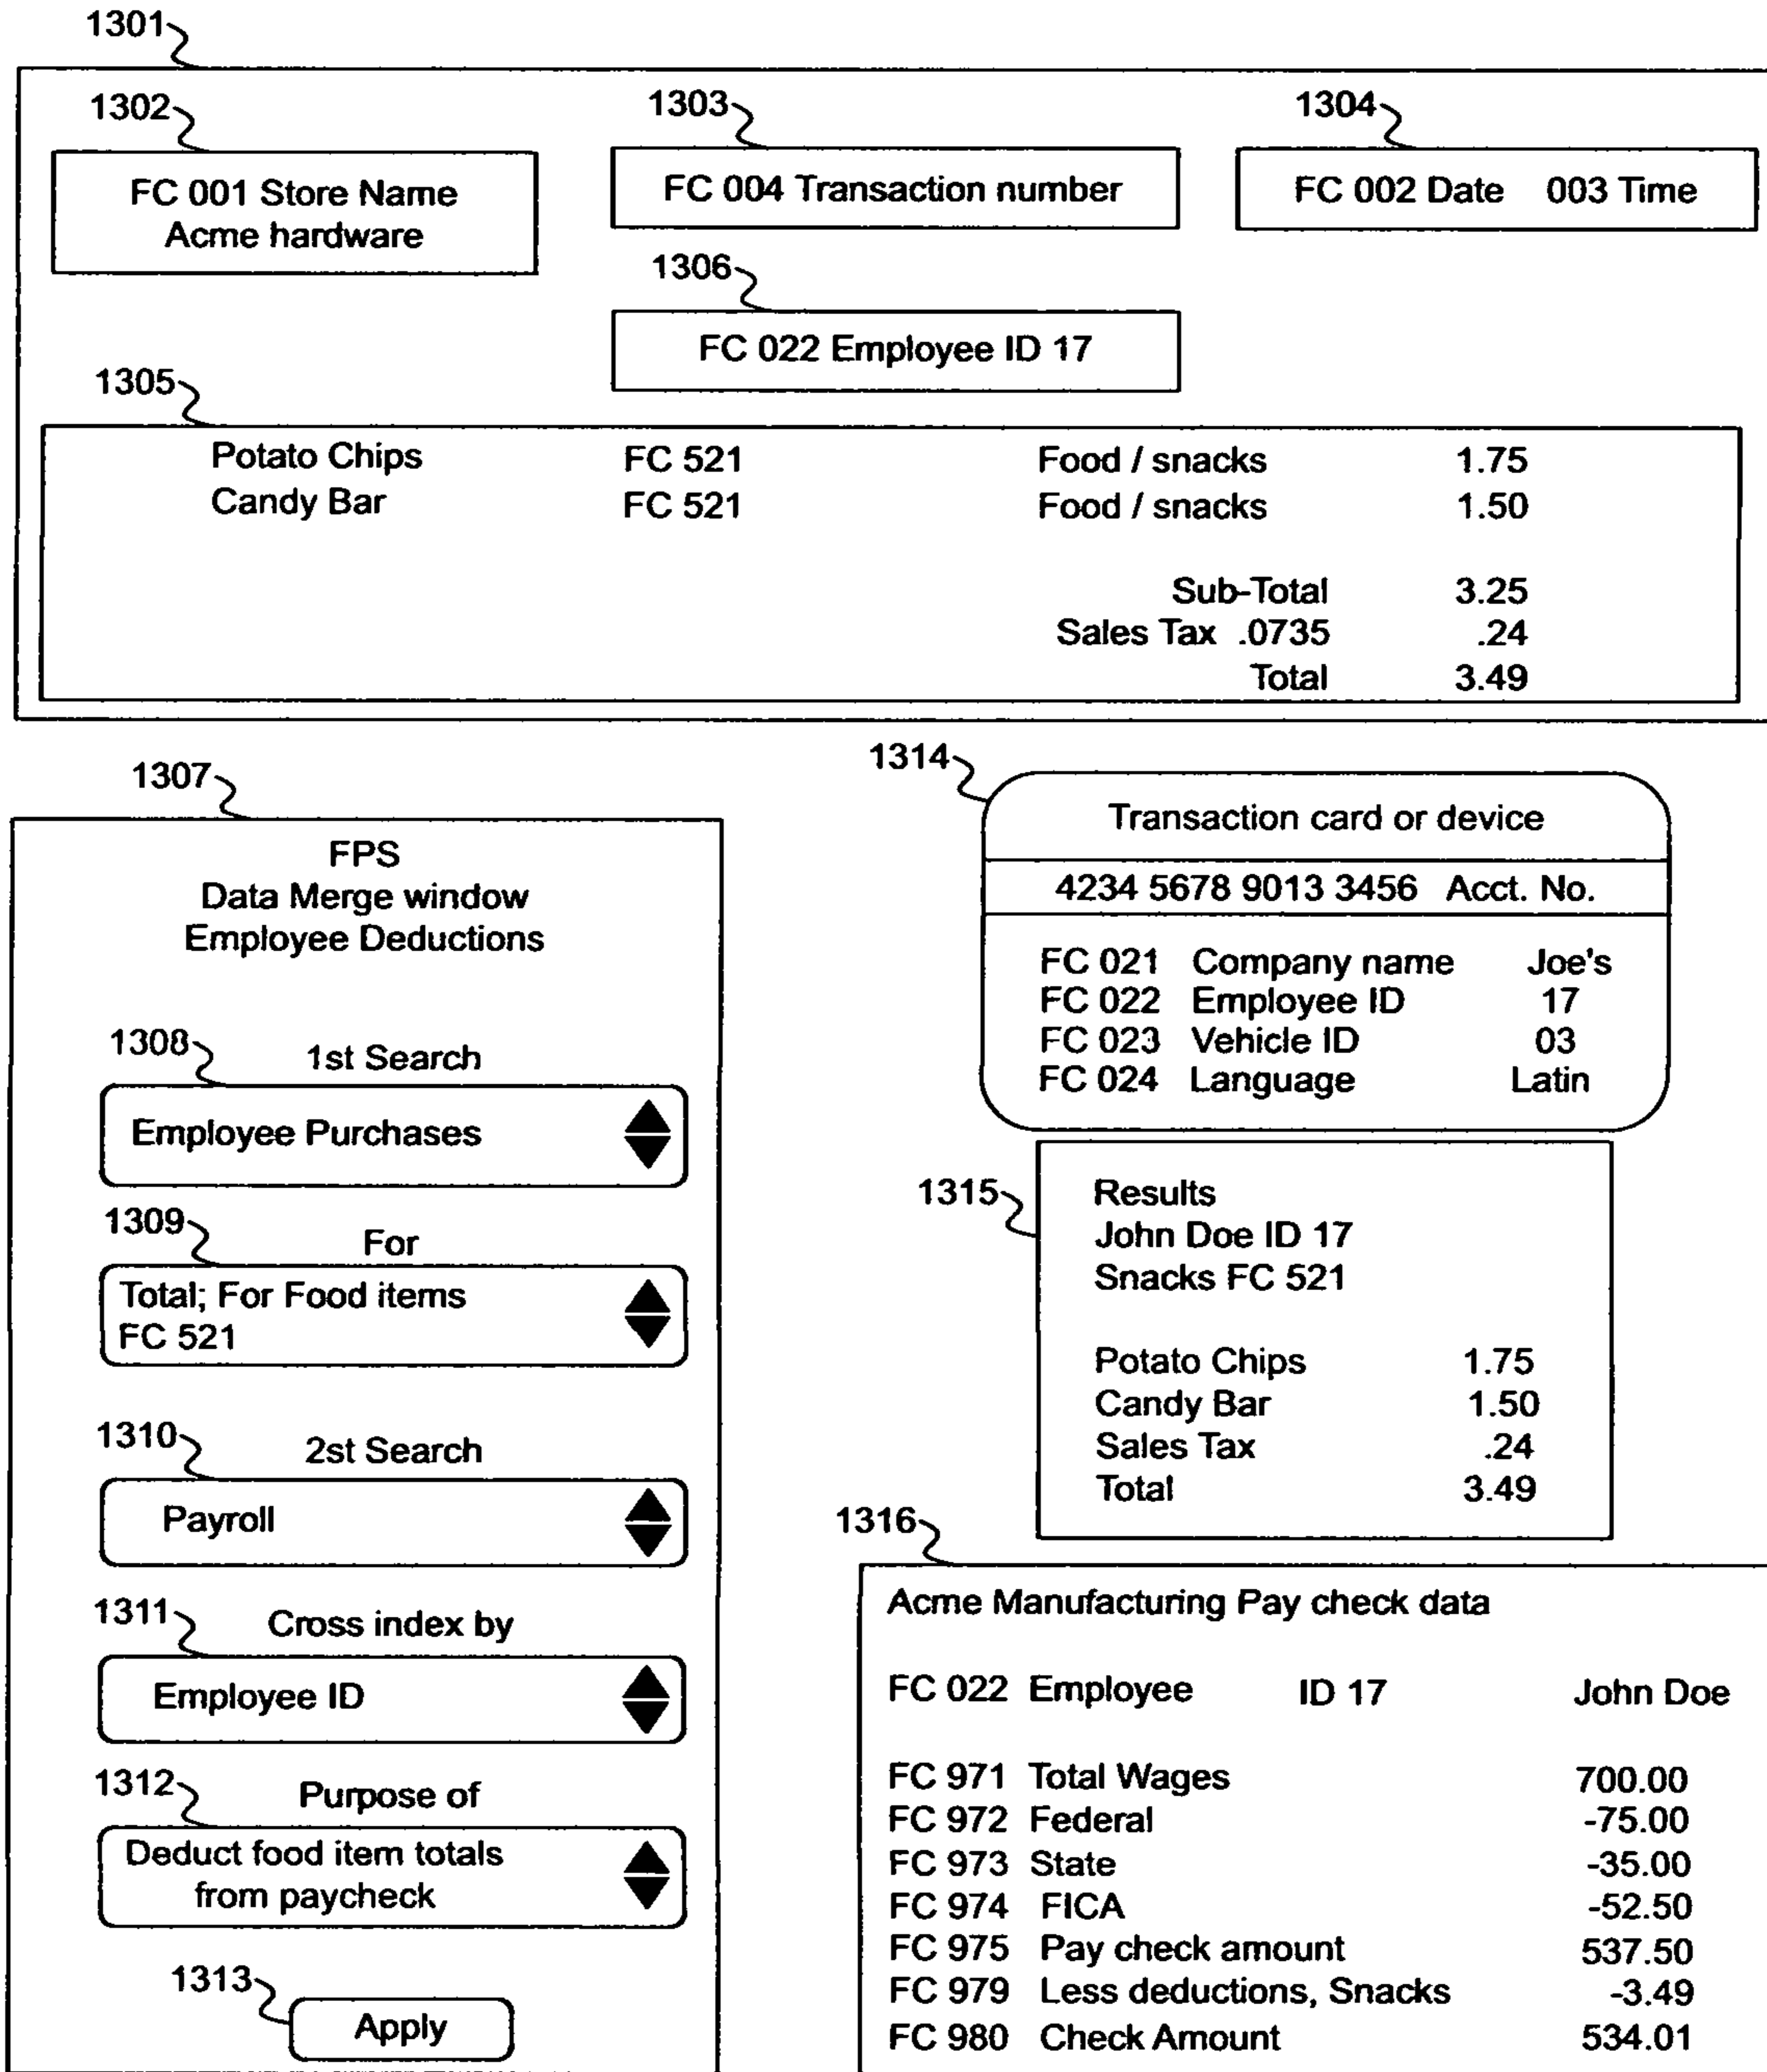 1301
1302
1303
1304
FC 001 Store Name
Acme hardware
FC 004 Transaction number
FC 002 Date 003 Time
1306
FC 022 Employee ID 17
1305
Potato Chips FC 521 Food / snacks 1.75
Candy Bar FC 521 Food / snacks 1.50
Sub-Total 3.25
Sales Tax .0735 .24
Total 3.49
1307
FPS
Data Merge window
Employee Deductions
1308
1st Search
Employee Purchases
1309
For
Total; For Food items
FC 521
1310
2st Search
Payroll
1311
Cross index by
Employee ID
1312
Purpose of
Deduct food item totals
from paycheck
1313
Apply
1314
Transaction card or device
4234 5678 9013 3456 Acct. No.
FC 021 Company name Joe's
FC 022 Employee ID 17
FC 023 Vehicle ID 03
FC 024 Language Latin
1315
Results
John Doe ID 17
Snacks FC 521
Potato Chips 1.75
Candy Bar 1.50
Sales Tax .24
Total 3.49
1316
Acme Manufacturing Pay check data
FC 022 Employee ID 17 John Doe
FC 971 Total Wages 700.00
FC 972 Federal -75.00
FC 973 State -35.00
FC 974 FICA -52.50
FC 975 Pay check amount 537.50
FC 979 Less deductions, Snacks -3.49
FC 980 Check Amount 534.01